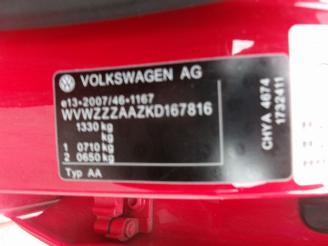 VOLKSWAGEN AG
e13*2007/46*1167
WVWZZZAAZKD167816
1330 kg
kg
1 0710 kg
2 0650 kg
Typ AA
CHYA 4674
1732411